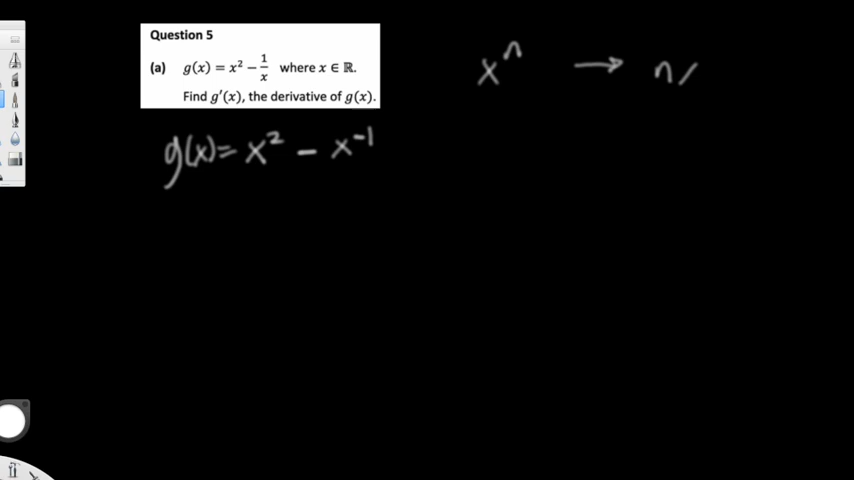 Question 5
(a) g(x) = x² − 1/x where x ∈ ℝ.
Find g′(x), the derivative of g(x).
xⁿ → n
g(x) = x² − x⁻¹